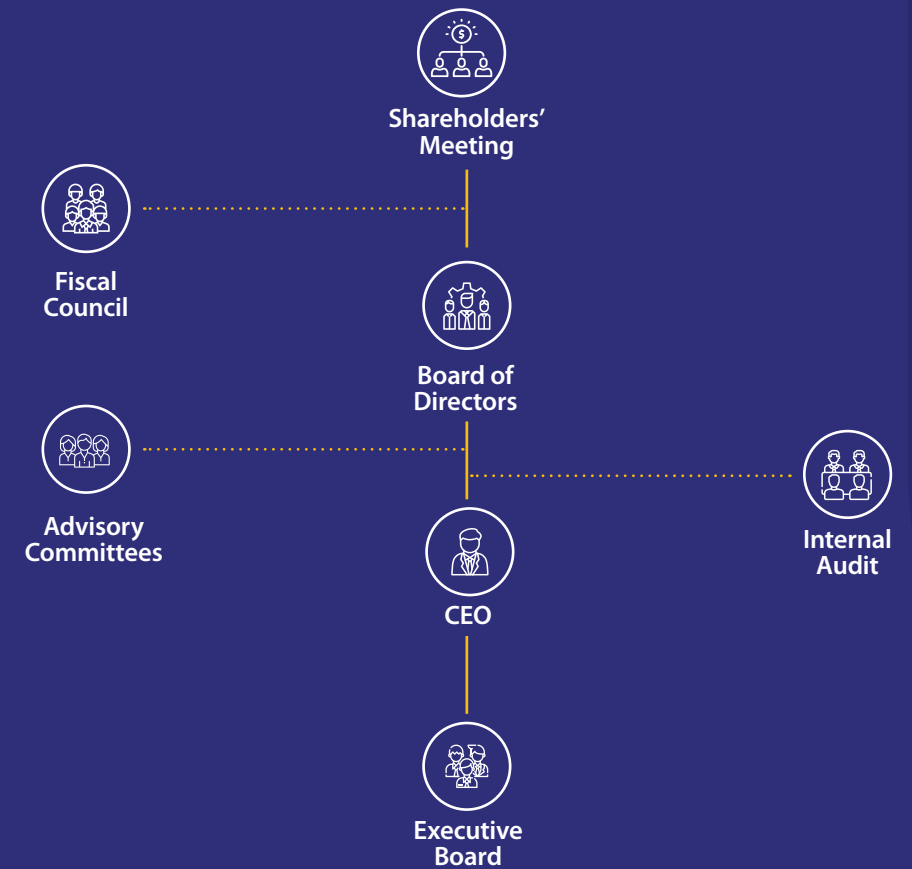 $
Shareholders’
Meeting
Fiscal
Council
Board of
Directors
Advisory
Committees
Internal
Audit
CEO
Executive
Board